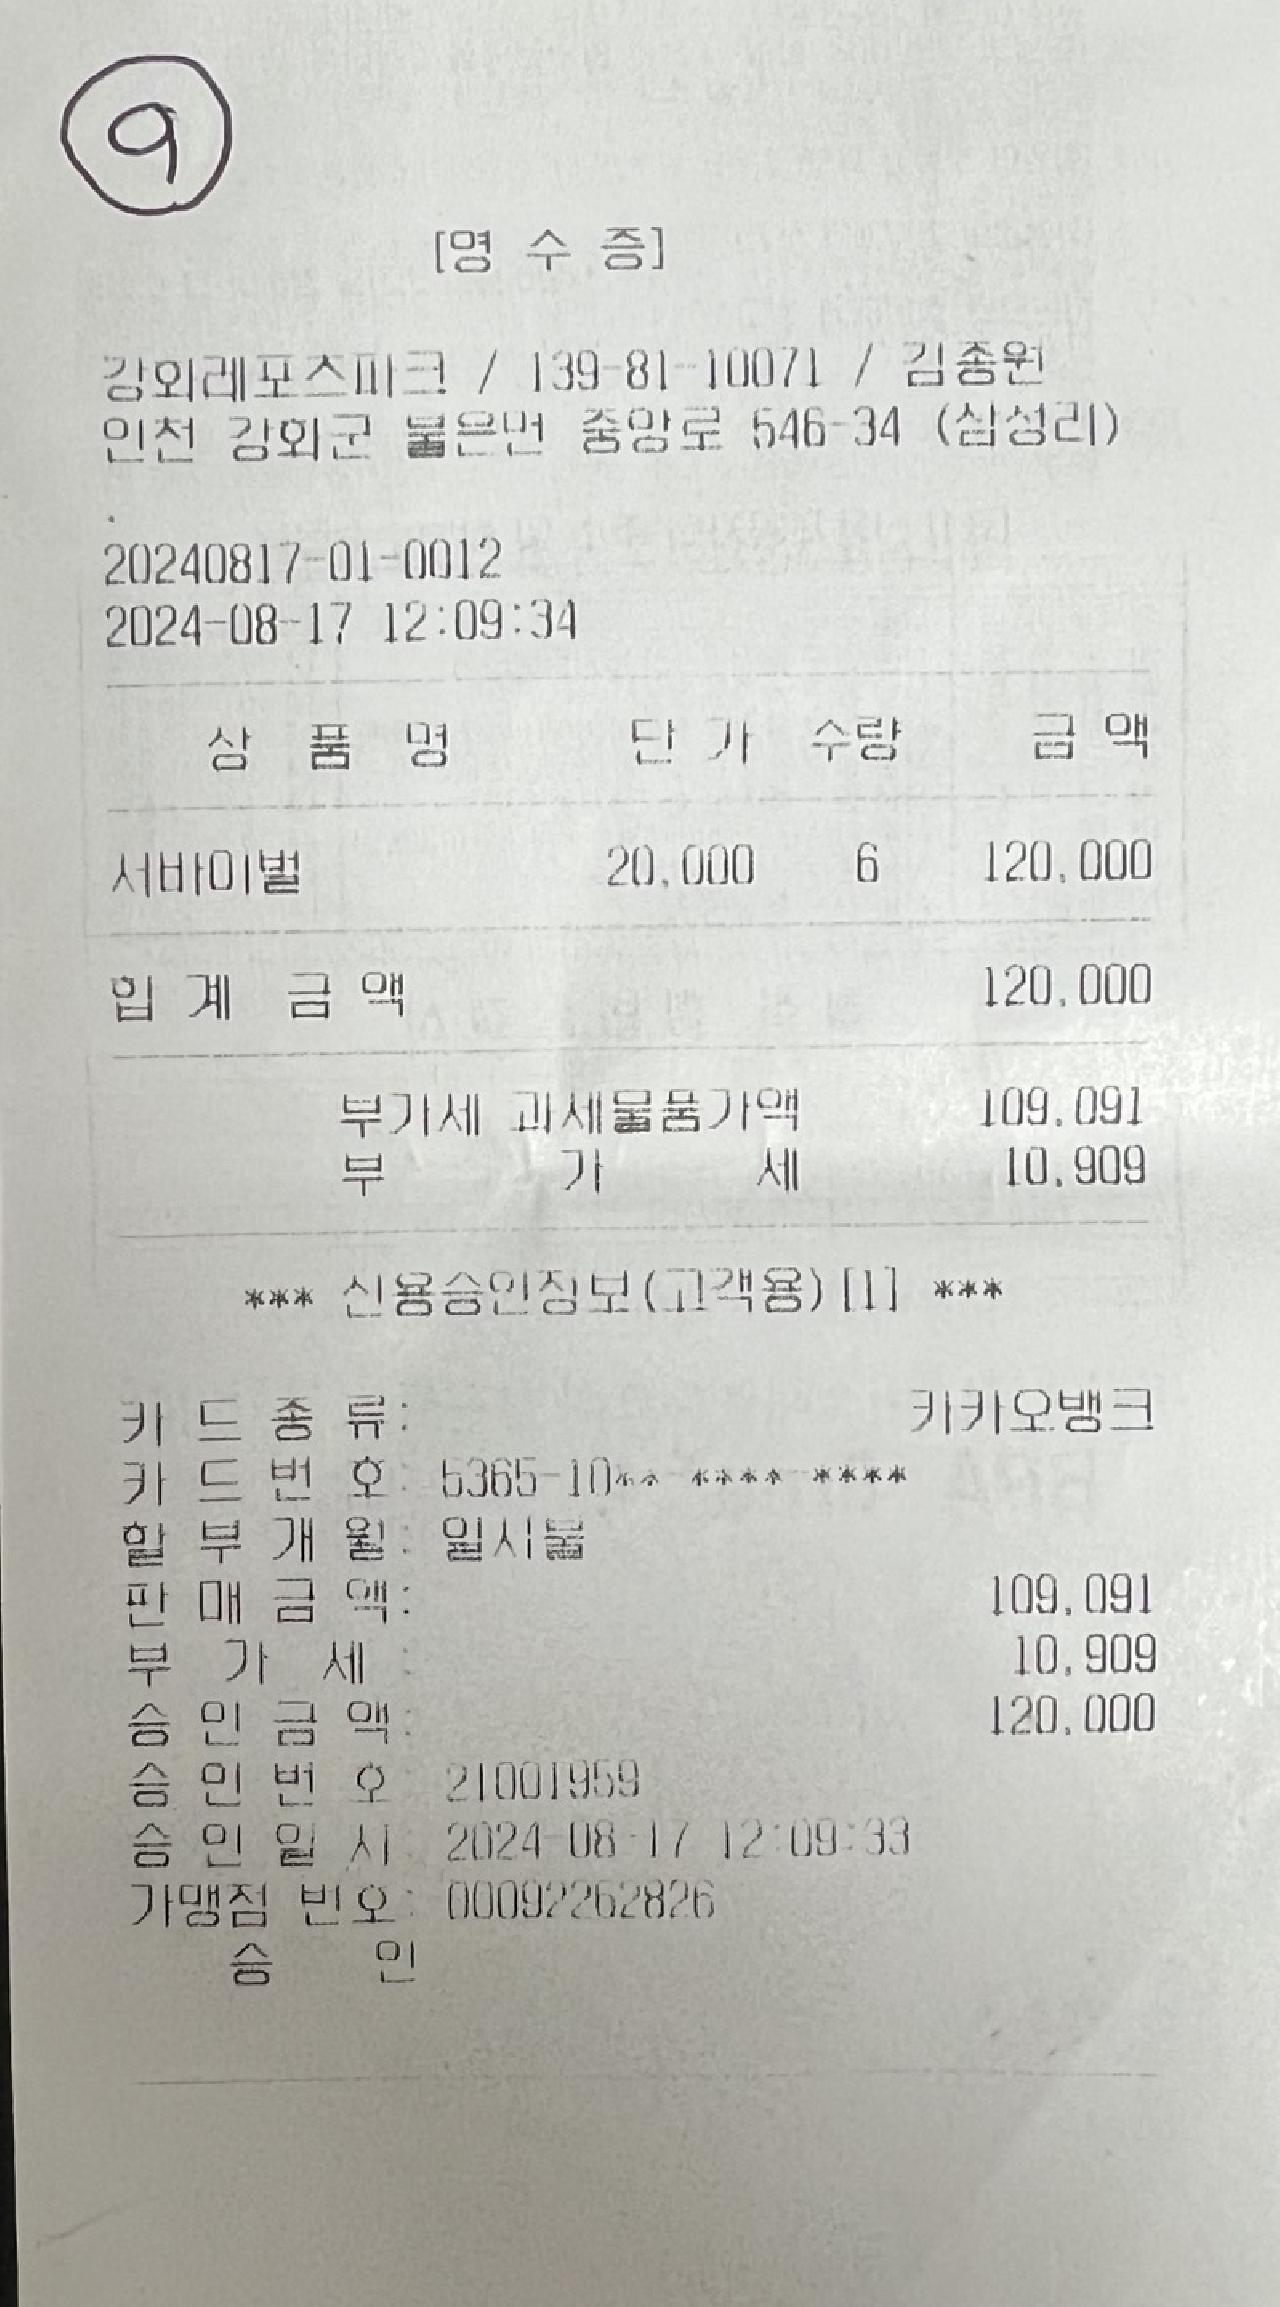 9
[영 수 증]
강화레포츠파크 / 139-81-10071 / 김종원
인천 강화군 불은면 중앙로 546-34 (삼성리)
.
20240817-01-0012
2024-08-17 12:09:34
상 품 명 단 가 수량 금 액
서바이벌 20,000 6 120,000
합 계 금 액 120,000
부가세 과세물품가액 109,091
부 가 세 10,909
*** 신용승인정보(고객용)[1] ***
카 드 종 류: 카카오뱅크
카 드 번 호: 5365-10**-****-****
할 부 개 월: 일시불
판 매 금 액: 109,091
부 가 세 : 10,909
승 인 금 액: 120,000
승 인 번 호: 21001959
승 인 일 시: 2024-08-17 12:09:33
가맹점 번호: 00092262826
승 인